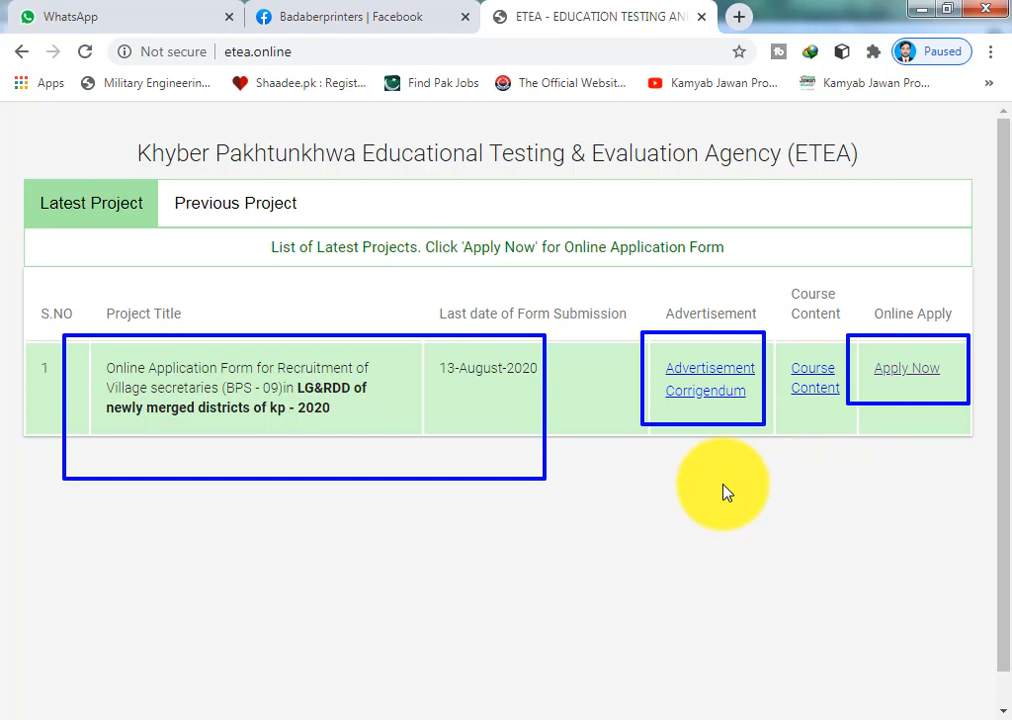 WhatsApp
Badaberprinters | Facebook
ETEA - EDUCATION TESTING AN
Not secure | etea.online
Paused
Apps
Military Engineerin...
Shaadee.pk :Regist...
Find Pak Jobs
The Official Websit...
Kamyab Jawan Pro...
Kamyab Jawan Pro...
Khyber Pakhtunkhwa Educational Testing & Evaluation Agency (ETEA)
Latest Project
Previous Project
List of Latest Projects. Click 'Apply Now' for Online Application Form
S.NO
Project Title
Last date of Form Submission
Advertisement
Course
Content
Online Apply
1
Online Application Form for Recruitment of
Village secretaries (BPS - 09)in LG&RDD of
newly merged districts of kp - 2020
13-August-2020
Advertisement
Corrigendum
Course
Content
Apply Now